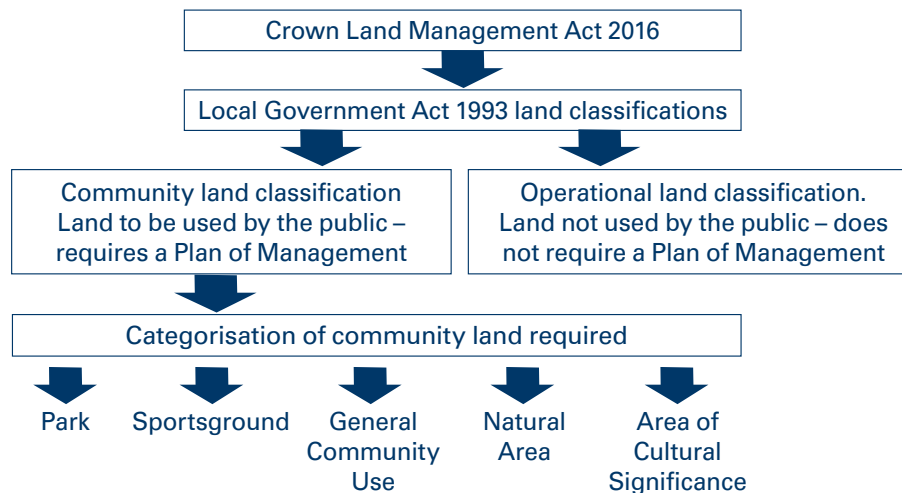 Crown Land Management Act 2016
Local Government Act 1993 land classifications
Community land classification
Land to be used by the public –
requires a Plan of Management
Operational land classification.
Land not used by the public – does
not require a Plan of Management
Categorisation of community land required
Park
Sportsground
General
Community
Use
Natural
Area
Area of
Cultural
Significance